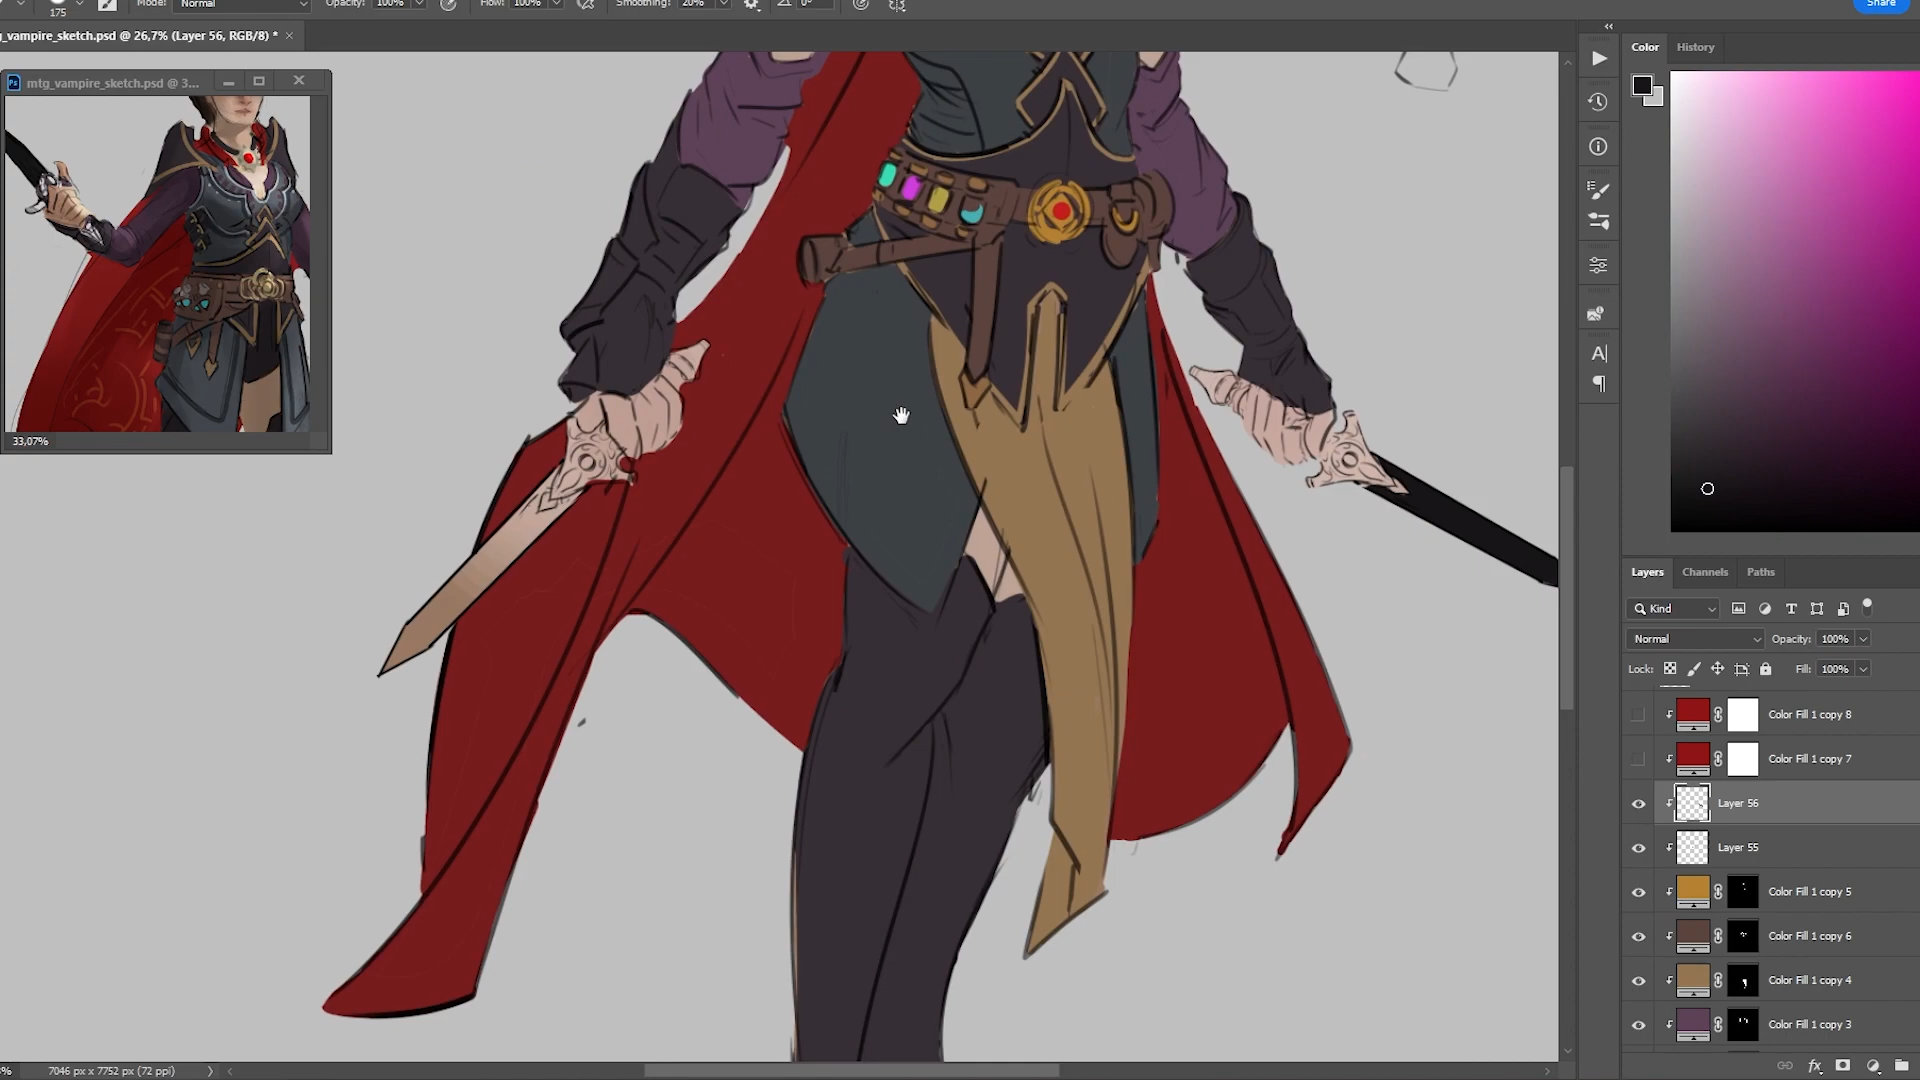 Mode: Normal Opacity: 100% Flow: 100% Smoothing: 20% 0° Share
175
g_vampire_sketch.psd @ 26,7% (Layer 56, RGB/8) * ×
Color History
mtg_vampire_sketch.psd @ 3...
33,07%
Layers Channels Paths
Kind
Normal Opacity: 100%
Lock: Fill: 100%
Color Fill 1 copy 8
Color Fill 1 copy 7
Layer 56
Layer 55
Color Fill 1 copy 5
Color Fill 1 copy 6
Color Fill 1 copy 4
Color Fill 1 copy 3
7046 px x 7752 px (72 ppi)